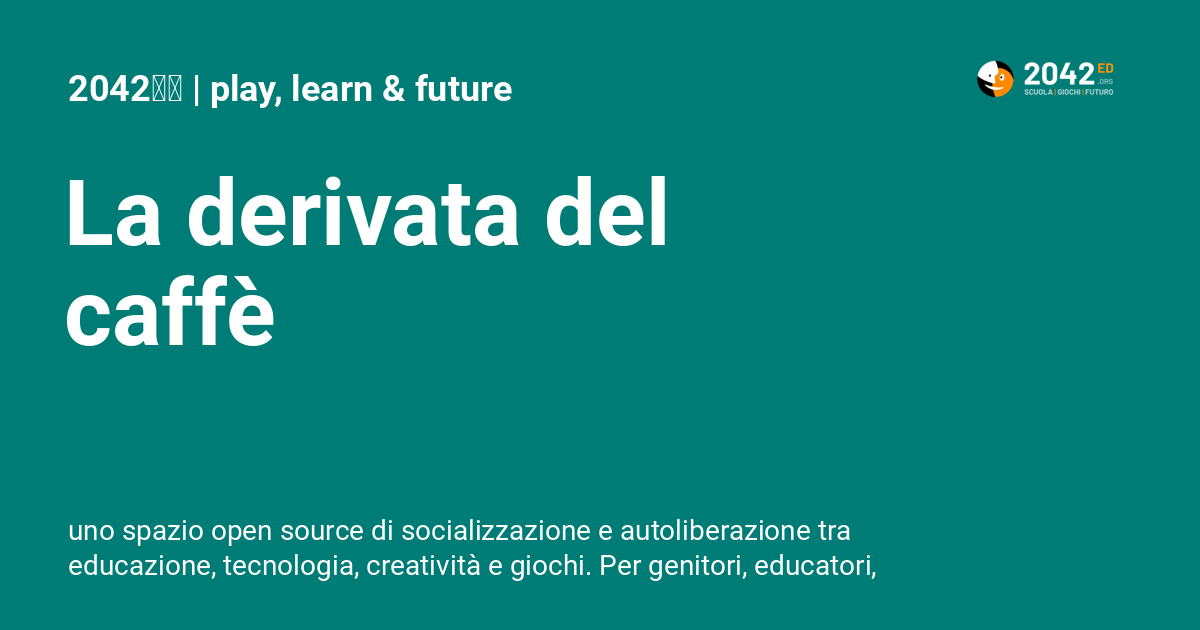 2042 | play, learn & future
2042 ED
.ORG
SCUOLA | GIOCHI | FUTURO
La derivata del
caffè
uno spazio open source di socializzazione e autoliberazione tra
educazione, tecnologia, creatività e giochi. Per genitori, educatori,